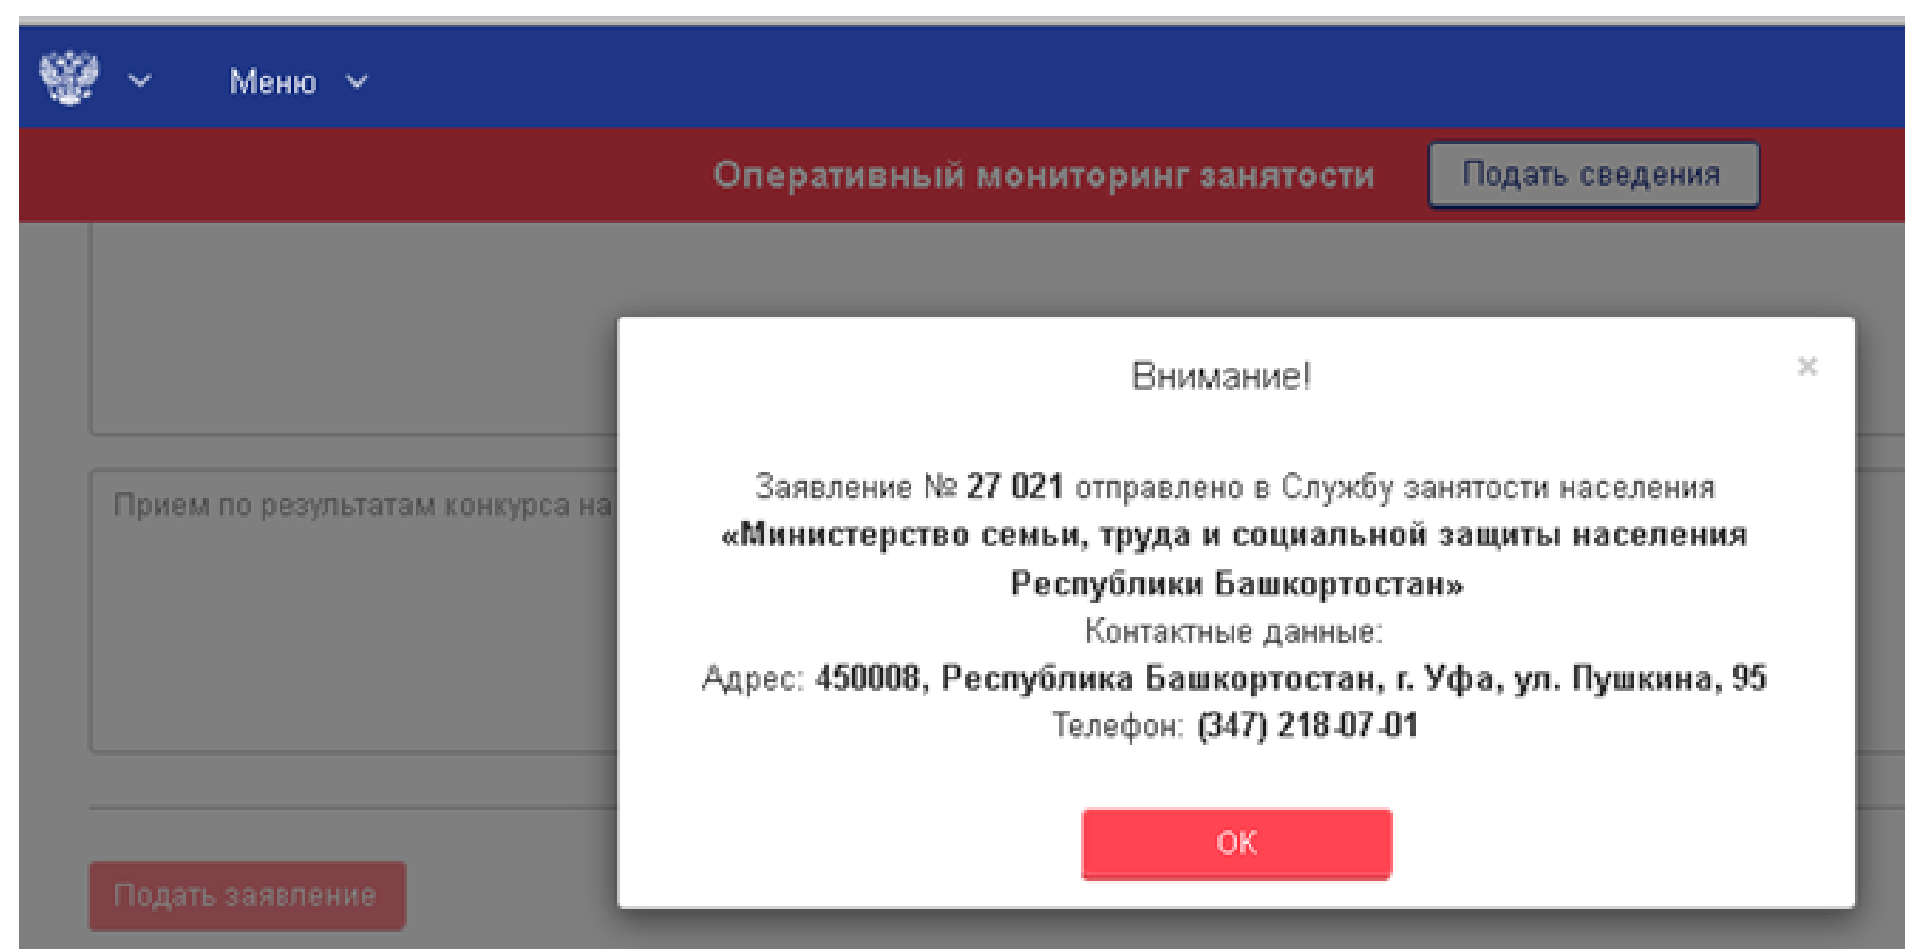 Меню
Оперативный мониторинг занятости
Подать сведения
Внимание!
×
Прием по результатам конкурса на
Заявление № 27 021 отправлено в Службу занятости населения
«Министерство семьи, труда и социальной защиты населения
Республики Башкортостан»
Контактные данные:
Адрес: 450008, Республика Башкортостан, г. Уфа, ул. Пушкина, 95
Телефон: (347) 218-07-01
ОК
Подать заявление